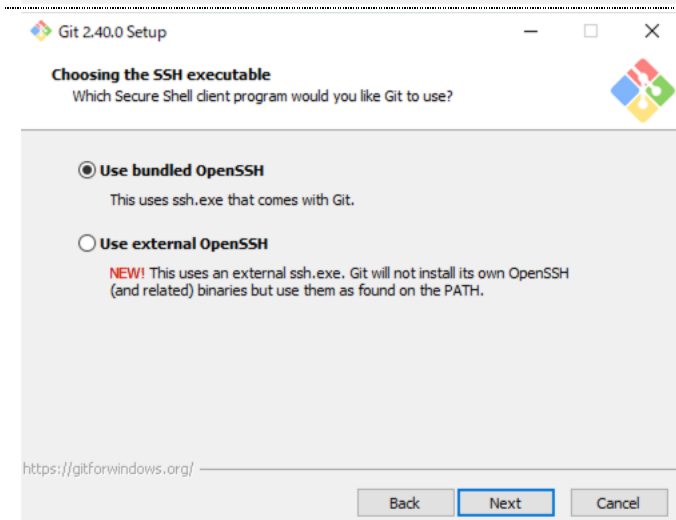 Git 2.40.0 Setup
Choosing the SSH executable
Which Secure Shell client program would you like Git to use?
Use bundled OpenSSH
This uses ssh.exe that comes with Git.
Use external OpenSSH
NEW! This uses an external ssh.exe. Git will not install its own OpenSSH
(and related) binaries but use them as found on the PATH.
https://gitforwindows.org/
Back Next Cancel